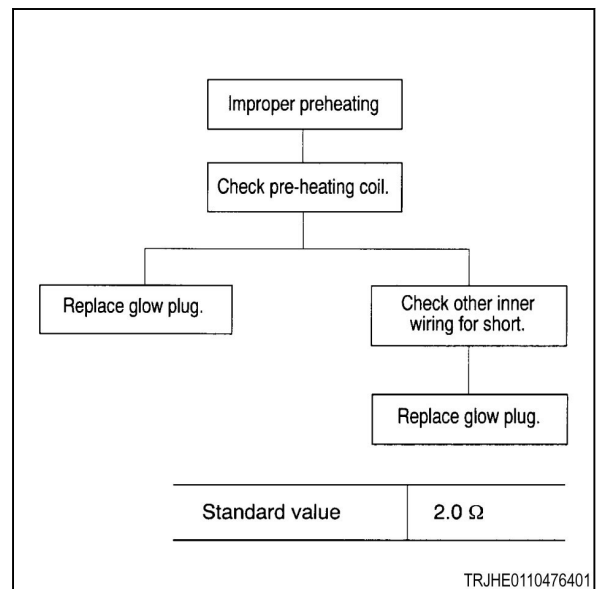 Improper preheating
Check pre-heating coil.
Replace glow plug.
Check other inner
wiring for short.
Replace glow plug.
Standard value 2.0 Ω
TRJHE0110476401